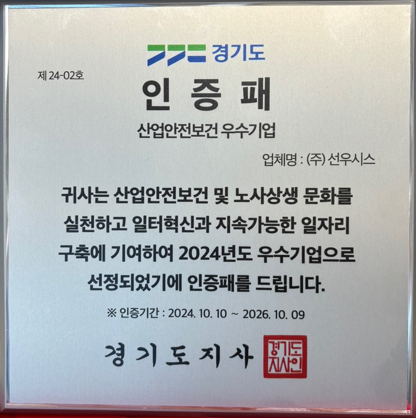 경기도
제 24-02호
인 증 패
산업안전보건 우수기업
업체명 : (주) 선우시스
귀사는 산업안전보건 및 노사상생 문화를
실천하고 일터혁신과 지속가능한 일자리
구축에 기여하여 2024년도 우수기업으로
선정되었기에 인증패를 드립니다.
※ 인증기간 : 2024. 10. 10 ~ 2026. 10. 09
경기도지사
경기도
지사인